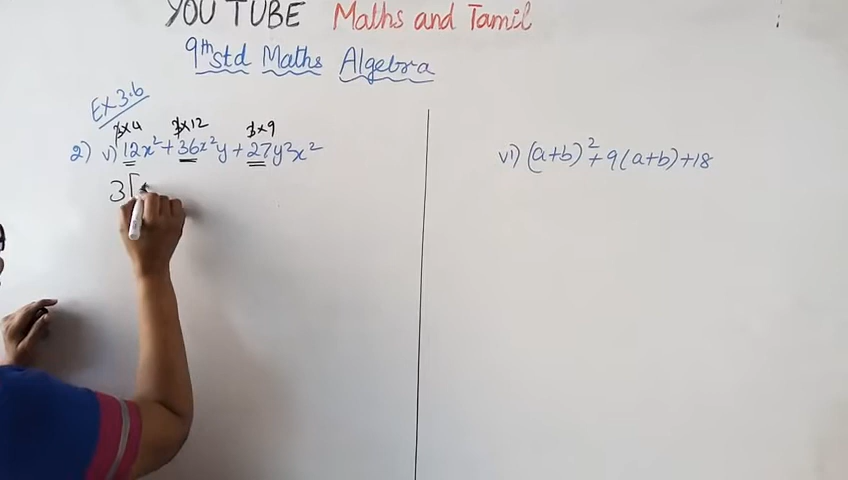 YOU TUBE Maths and Tamil
9th std Maths Algebra
Ex 3.6
3×4 3×12 3×9
2) v) 12x² + 36x²y + 27y²x²
3[
vi) (a+b)² + 9(a+b) + 18